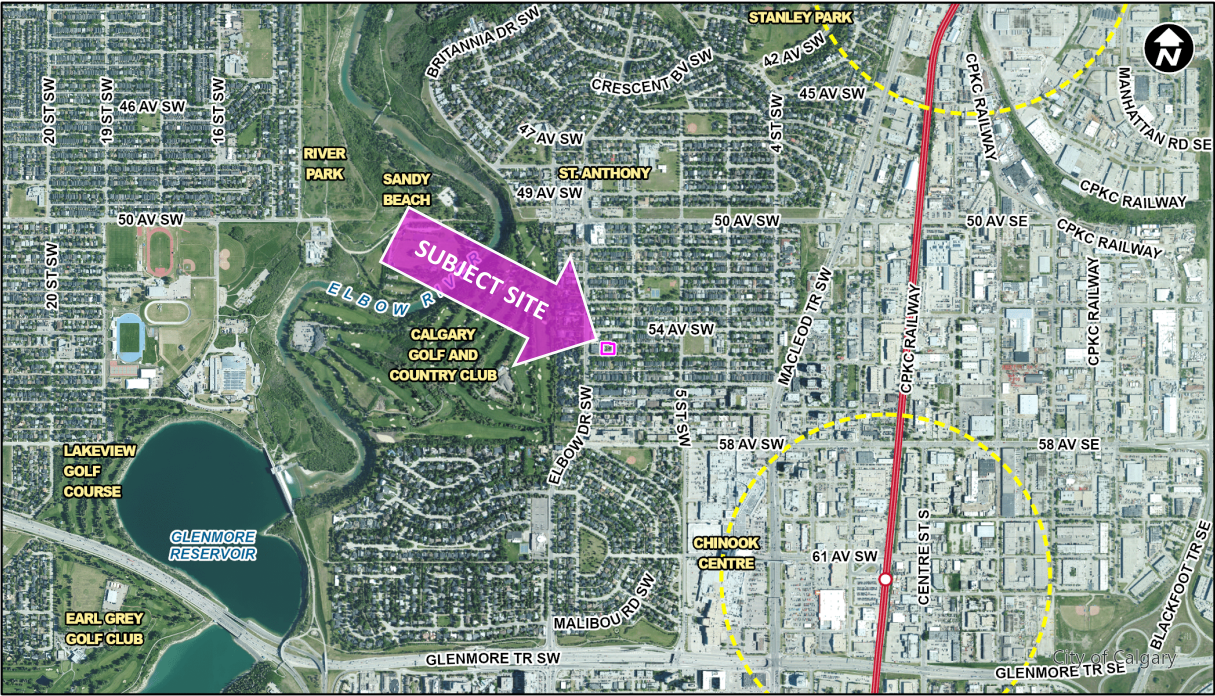 STANLEY PARK
BRITANNIA DR SW
CRESCENT BV SW
42 AV SW
N
20 ST SW
19 ST SW
16 ST SW
46 AV SW
45 AV SW
4 ST SW
CPKC RAILWAY
MANHATTAN RD SE
47 AV SW
RIVER
PARK
SANDY
BEACH
ST. ANTHONY
49 AV SW
CPKC RAILWAY
50 AV SW
50 AV SW
50 AV SE
CPKC RAILWAY
20 ST SW
SUBJECT SITE
ELBOW RIVER
MACLEOD TR SW
CPKC RAILWAY
CPKC RAILWAY
54 AV SW
CALGARY
GOLF AND
COUNTRY CLUB
ELBOW DR SW
5 ST SW
58 AV SW
58 AV SE
LAKEVIEW
GOLF
COURSE
GLENMORE
RESERVOIR
CHINOOK
CENTRE
61 AV SW
CENTRE ST S
BLACKFOOT TR SE
EARL GREY
GOLF CLUB
MALIBOU RD SW
GLENMORE TR SW
City of Calgary
GLENMORE TR SE